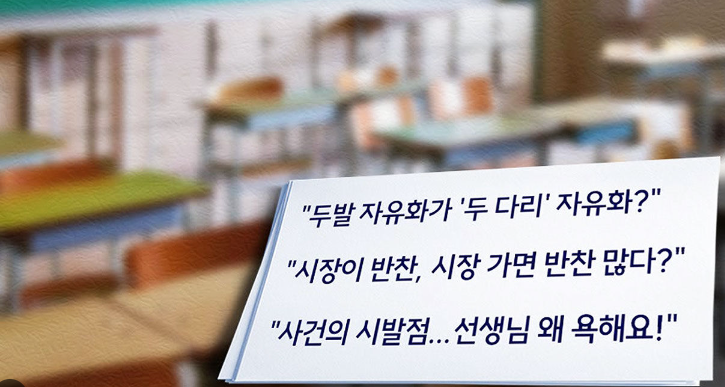 "두발 자유화가 '두 다리' 자유화?"
"시장이 반찬, 시장 가면 반찬 많다?"
"사건의 시발점...선생님 왜 욕해요!"